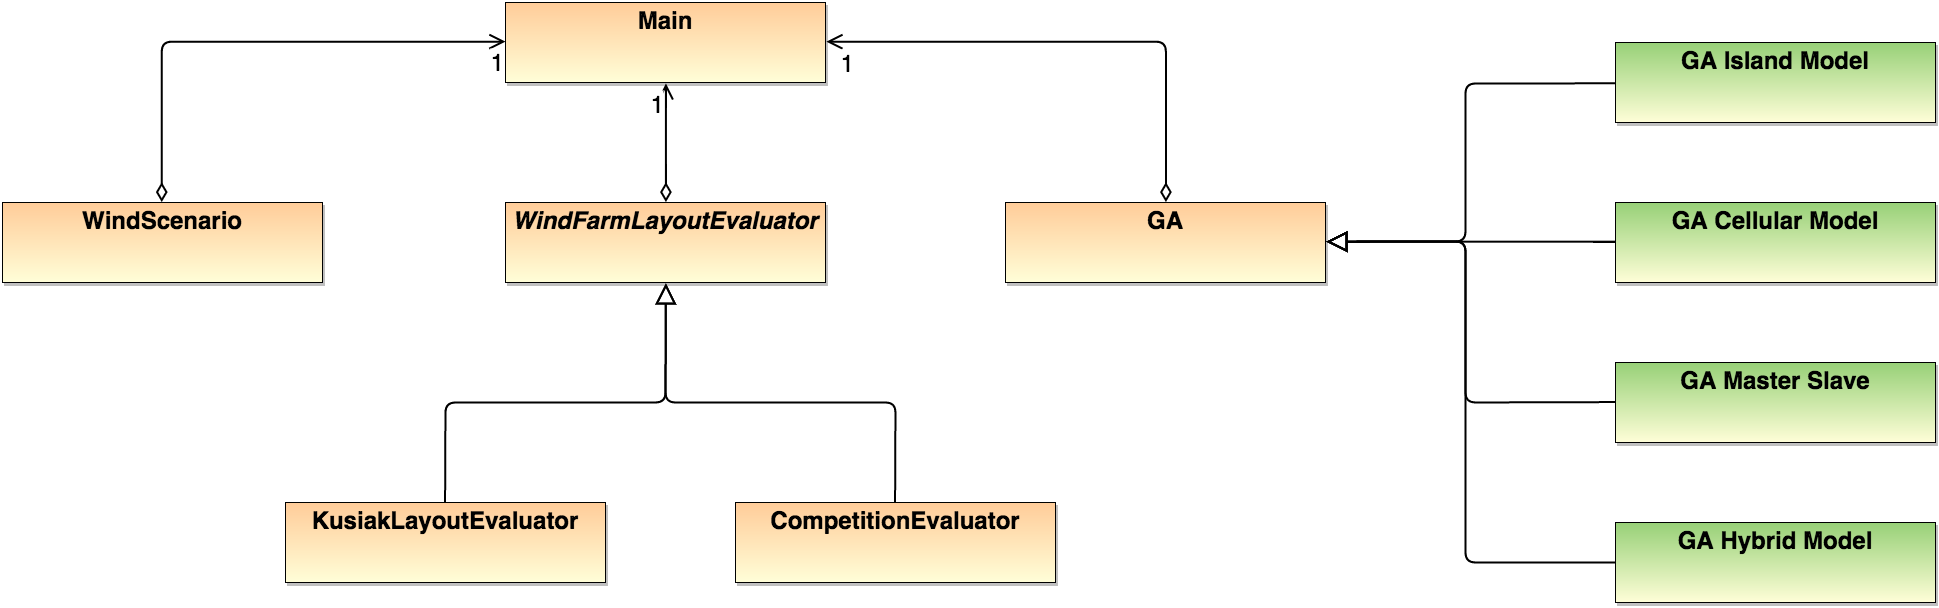 Main
1
1
1
GA Island Model
WindScenario
WindFarmLayoutEvaluator
GA
GA Cellular Model
GA Master Slave
KusiakLayoutEvaluator
CompetitionEvaluator
GA Hybrid Model